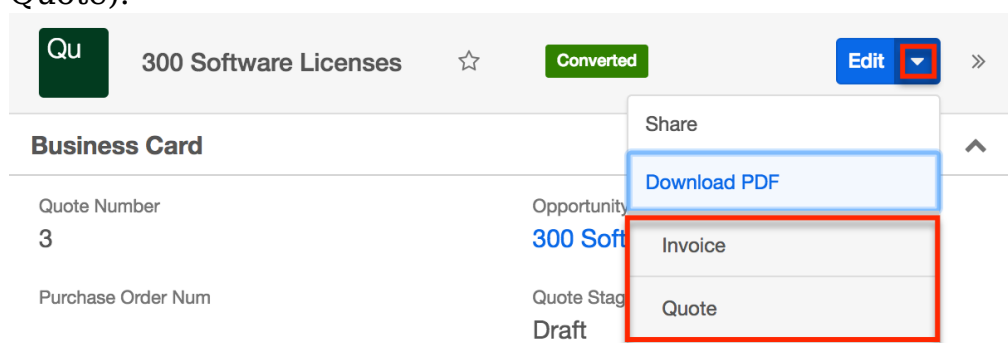 Quote).
Qu
300 Software Licenses
Converted
Edit
Share
Business Card
Download PDF
Quote Number
Opportunity
3
300 Soft
Invoice
Purchase Order Num
Quote Stag
Quote
Draft